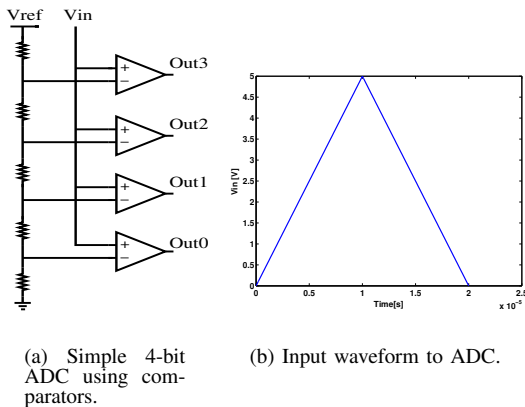 Vref
Vin
Out3
+
−
Out2
+
−
Out1
+
−
Out0
+
−
5
4.5
4
3.5
3
2.5
2
1.5
1
0.5
0
Vin [V]
0
0.5
1
1.5
2
2.5
Time[s]
x 10⁻⁵
(a) Simple 4-bit
ADC using com-
parators.
(b) Input waveform to ADC.